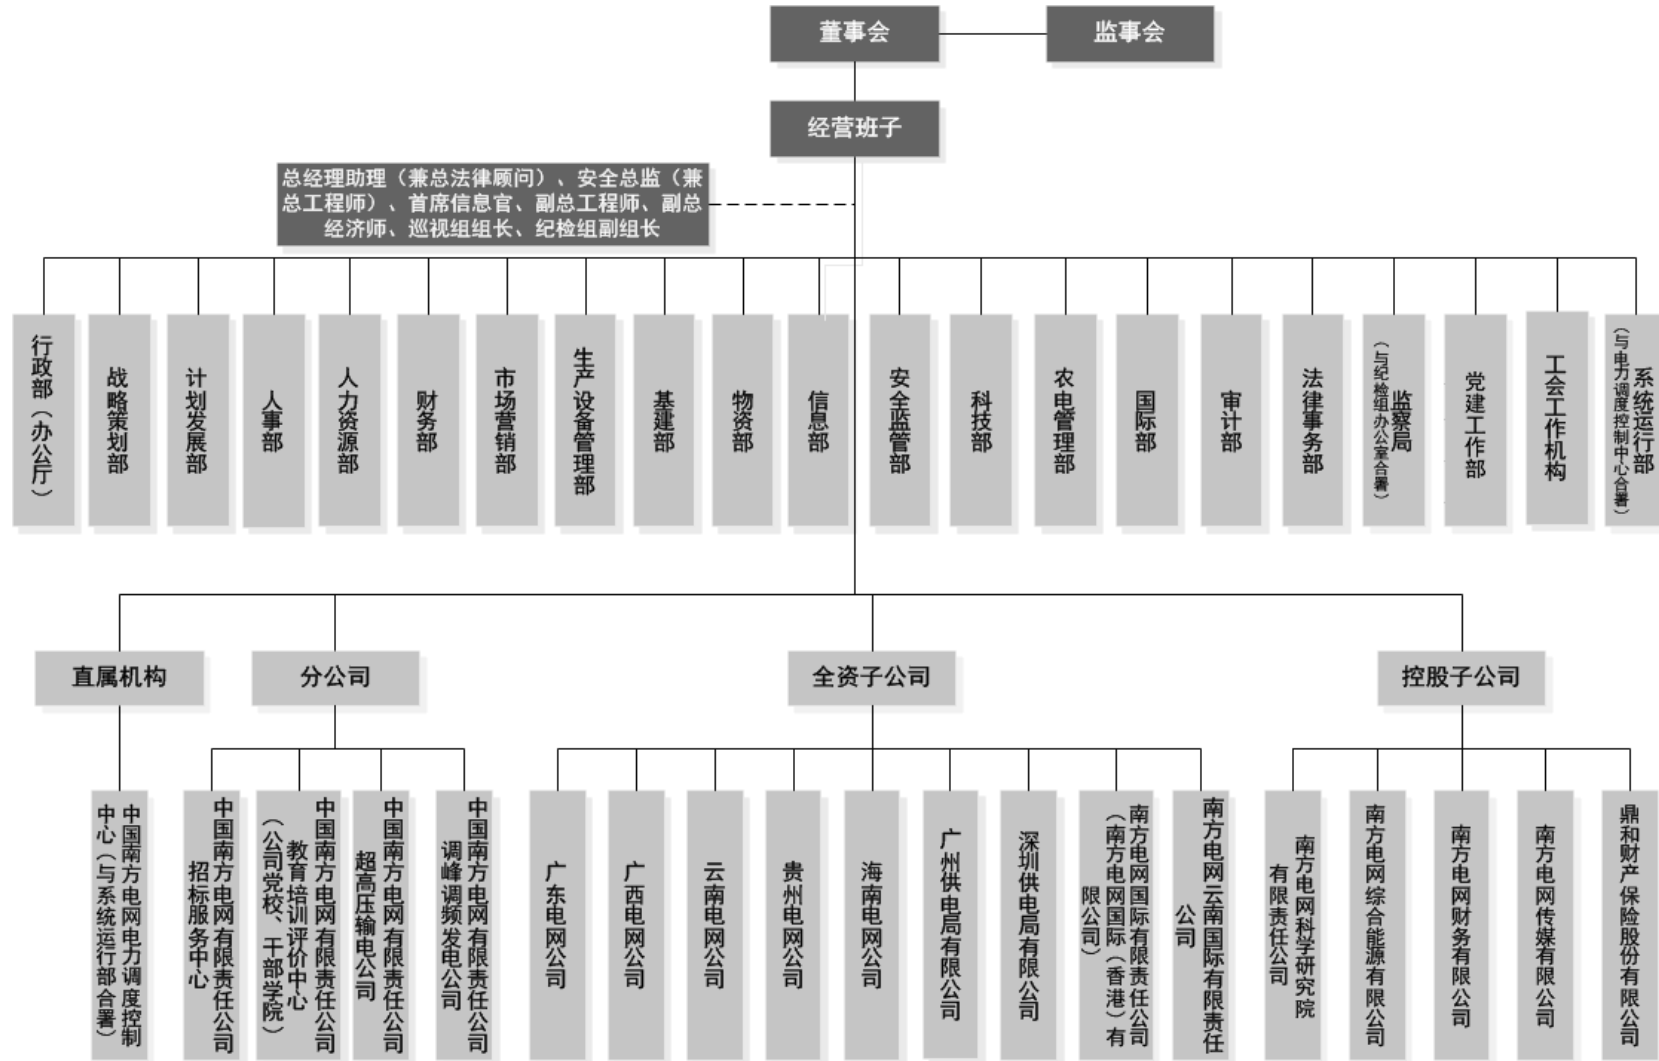 董事会
监事会
经营班子
总经理助理（兼总法律顾问）、安全总监（兼
总工程师）、首席信息官、副总工程师、副总
经济师、巡视组组长、纪检组副组长
行政部（办公厅）
战略策划部
计划发展部
人事部
人力资源部
财务部
市场营销部
生产设备管理部
基建部
物资部
信息部
安全监管部
科技部
农电管理部
国际部
审计部
法律事务部
监察局
（与纪检组办公室合署）
党建工作部
工会工作机构
系统运行部
（与电力调度控制中心合署）
直属机构
分公司
全资子公司
控股子公司
中国南方电网电力调度控制
中心（与系统运行部合署）
中国南方电网有限责任公司
招标服务中心
中国南方电网有限责任公司
教育培训评价中心
（公司党校、干部学院）
中国南方电网有限责任公司
超高压输电公司
中国南方电网有限责任公司
调峰调频发电公司
广东电网公司
广西电网公司
云南电网公司
贵州电网公司
海南电网公司
广州供电局有限公司
深圳供电局有限公司
南方电网国际有限责任公司
（南方电网国际（香港）有
限公司）
南方电网云南国际有限责任
公司
南方电网科学研究院
有限责任公司
南方电网综合能源有限公司
南方电网财务有限公司
南方电网传媒有限公司
鼎和财产保险股份有限公司